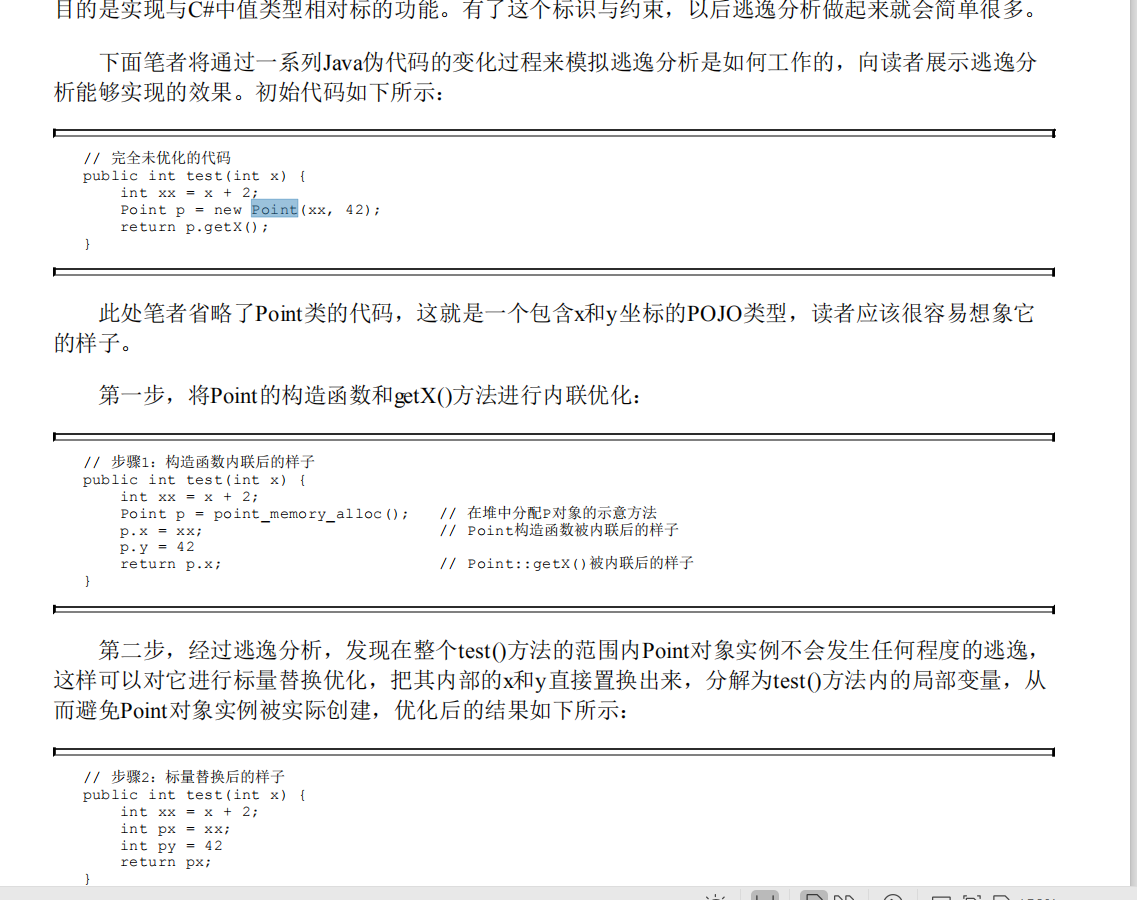 目的是实现与C#中值类型相对标的功能。有了这个标识与约束，以后逃逸分析做起来就会简单很多。
下面笔者将通过一系列Java伪代码的变化过程来模拟逃逸分析是如何工作的，向读者展示逃逸分
析能够实现的效果。初始代码如下所示：
// 完全未优化的代码
public int test(int x) {
int xx = x + 2;
Point p = new Point(xx, 42);
return p.getX();
}
此处笔者省略了Point类的代码，这就是一个包含x和y坐标的POJO类型，读者应该很容易想象它
的样子。
第一步，将Point的构造函数和getX()方法进行内联优化：
// 步骤1：构造函数内联后的样子
public int test(int x) {
int xx = x + 2;
Point p = point_memory_alloc();   // 在堆中分配P对象的示意方法
p.x = xx;   // Point构造函数被内联后的样子
p.y = 42
return p.x;   // Point::getX()被内联后的样子
}
第二步，经过逃逸分析，发现在整个test()方法的范围内Point对象实例不会发生任何程度的逃逸，
这样可以对它进行标量替换优化，把其内部的x和y直接置换出来，分解为test()方法内的局部变量，从
而避免Point对象实例被实际创建，优化后的结果如下所示：
// 步骤2：标量替换后的样子
public int test(int x) {
int xx = x + 2;
int px = xx;
int py = 42
return px;
}